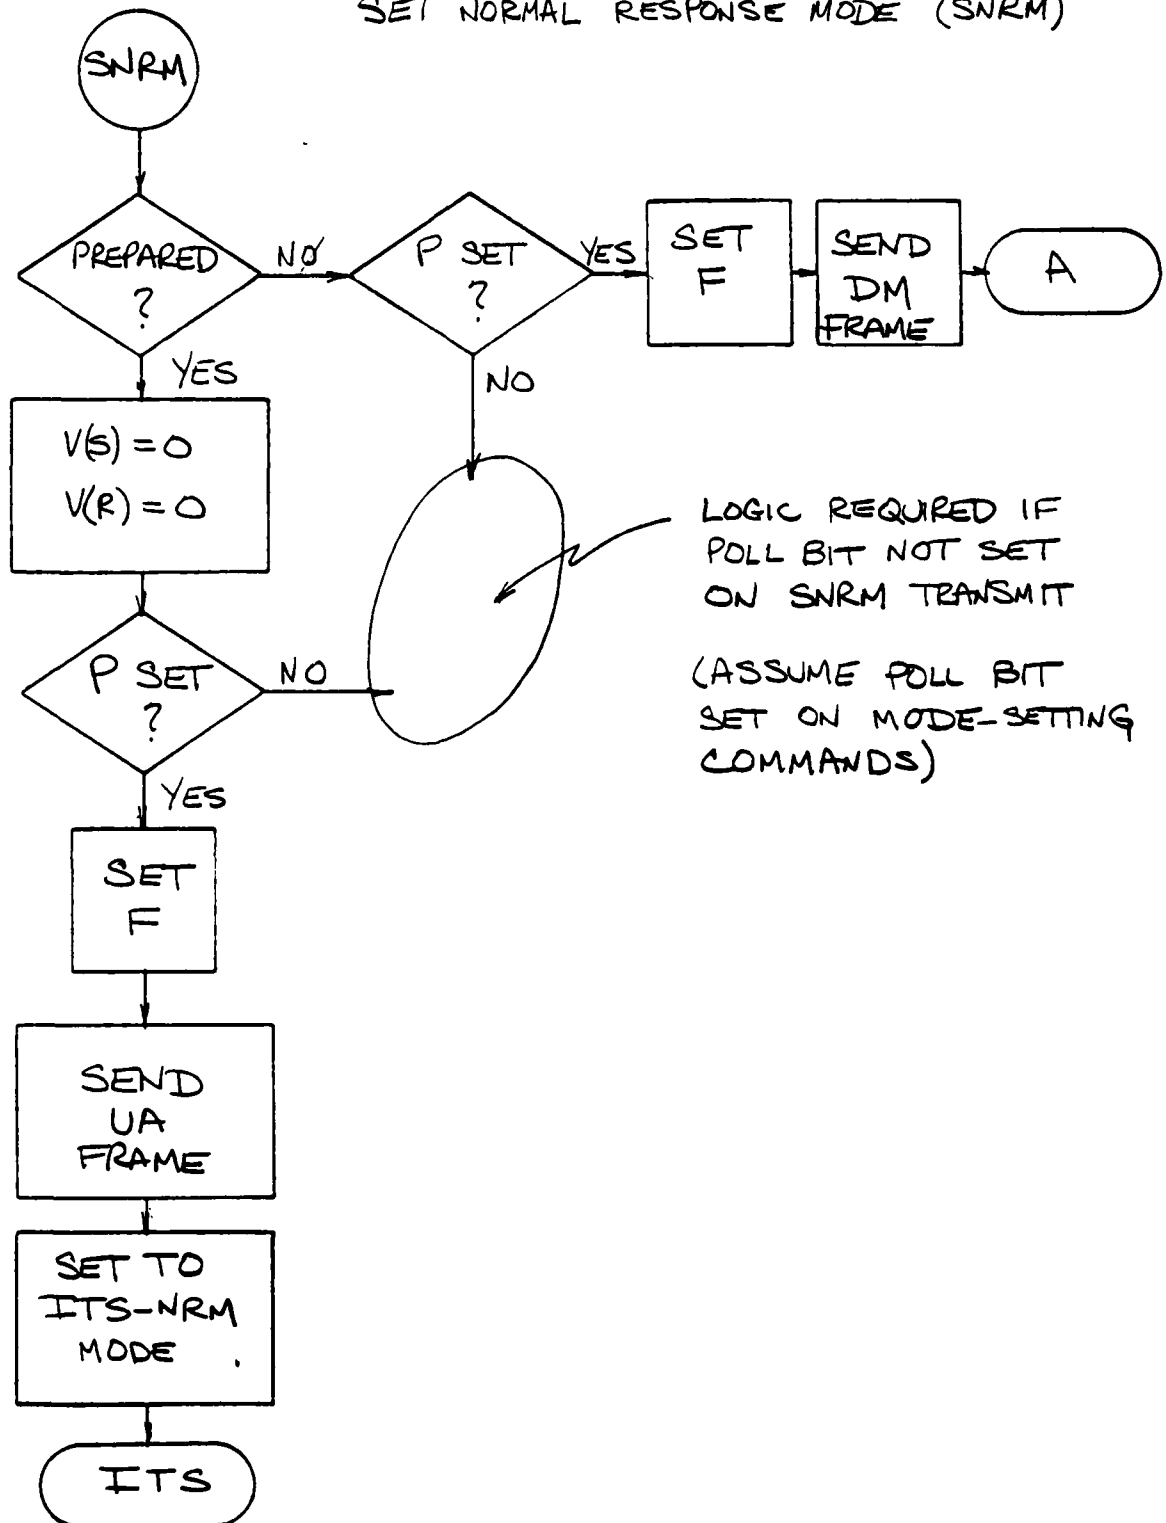 SET NORMAL RESPONSE MODE (SNRM)
SNRM
PREPARED
?
NO
P SET
?
YES
SET
F
SEND
DM
FRAME
A
YES
NO
V(S) = 0
V(R) = 0
LOGIC REQUIRED IF
POLL BIT NOT SET
ON SNRM TRANSMIT
(ASSUME POLL BIT
SET ON MODE-SETTING
COMMANDS)
P SET
?
NO
YES
SET
F
SEND
UA
FRAME
SET TO
ITS-NRM
MODE
ITS